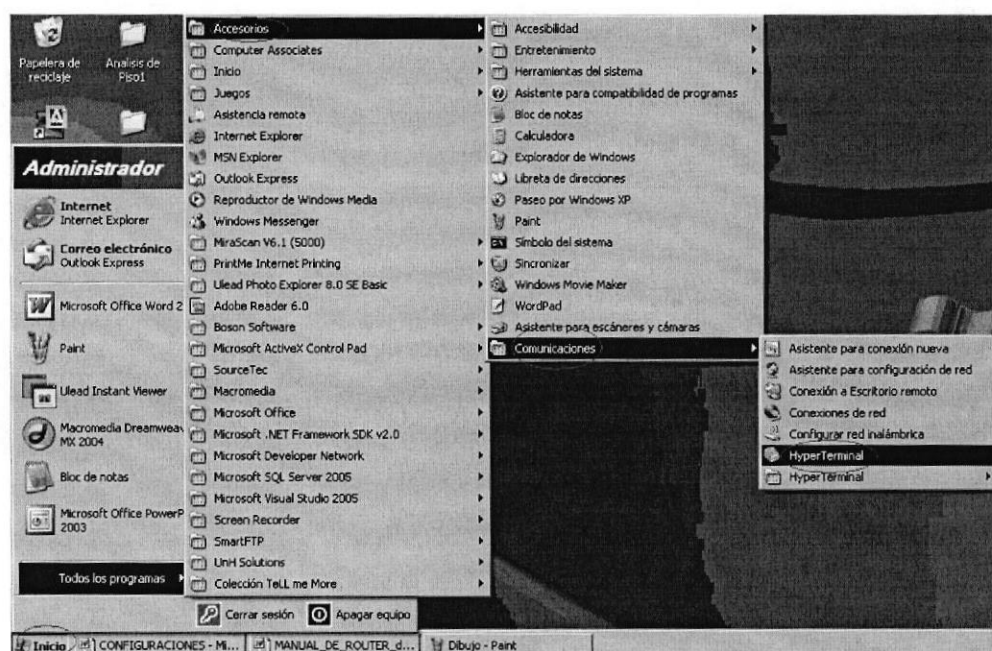 Papelera de
reciclaje
Analisis de
Piso1
Administrador
Internet
Internet Explorer
Correo electrónico
Outlook Express
Microsoft Office Word 2
Paint
Ulead Instant Viewer
Macromedia Dreamweav
MX 2004
Bloc de notas
Microsoft Office PowerP
2003
Todos los programas
Accesorios
Computer Associates
Inicio
Juegos
Asistencia remota
Internet Explorer
MSN Explorer
Outlook Express
Reproductor de Windows Media
Windows Messenger
MiraScan V6.1 (5000)
PrintMe Internet Printing
Ulead Photo Explorer 8.0 SE Basic
Adobe Reader 6.0
Boson Software
Microsoft ActiveX Control Pad
SourceTec
Macromedia
Microsoft Office
Microsoft .NET Framework SDK v2.0
Microsoft Developer Network
Microsoft SQL Server 2005
Microsoft Visual Studio 2005
Screen Recorder
SmartFTP
UnH Solutions
Colección TeLL me More
Accesibilidad
Entretenimiento
Herramientas del sistema
Asistente para compatibilidad de programas
Bloc de notas
Calculadora
Explorador de Windows
Libreta de direcciones
Paseo por Windows XP
Paint
Símbolo del sistema
Sincronizar
Windows Movie Maker
WordPad
Asistente para escáneres y cámaras
Comunicaciones
Asistente para conexión nueva
Asistente para configuración de red
Conexión a Escritorio remoto
Conexiones de red
Configurar red inalámbrica
HyperTerminal
HyperTerminal
Cerrar sesión
Apagar equipo
Inicio
CONFIGURACIONES - Mi...
MANUAL_DE_ROUTER_d...
Dibujo - Paint